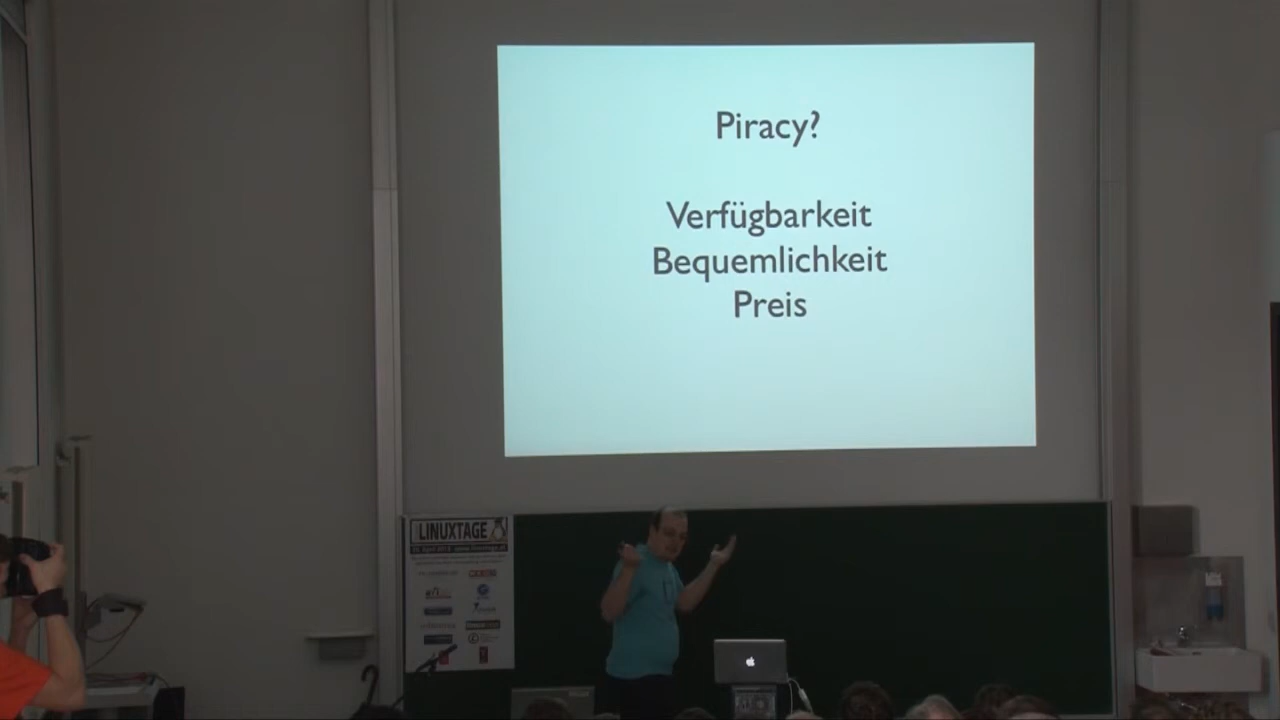 Piracy?
Verfügbarkeit
Bequemlichkeit
Preis
LINUXTAGE